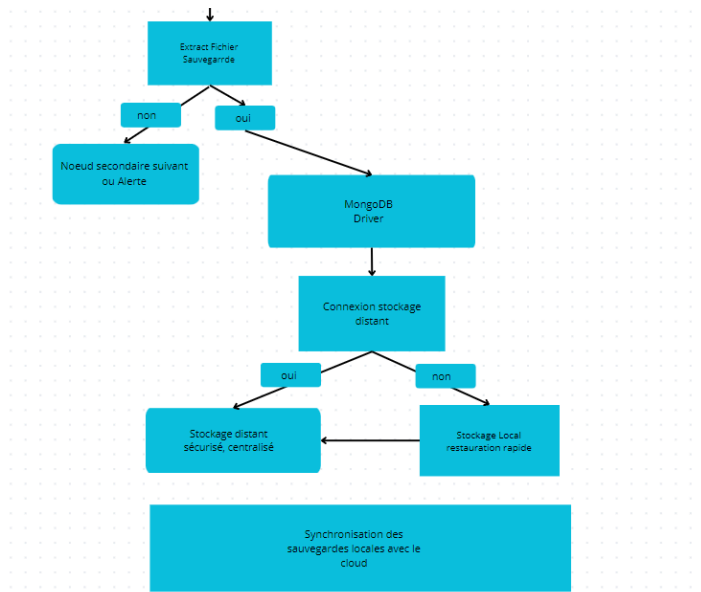 Extract Fichier
Sauvegarrde
non
oui
Noeud secondaire suivant
ou Alerte
MongoDB
Driver
Connexion stockage
distant
oui
non
Stockage distant
sécurisé, centralisé
Stockage Local
restauration rapide
Synchronisation des
sauvegardes locales avec le
cloud